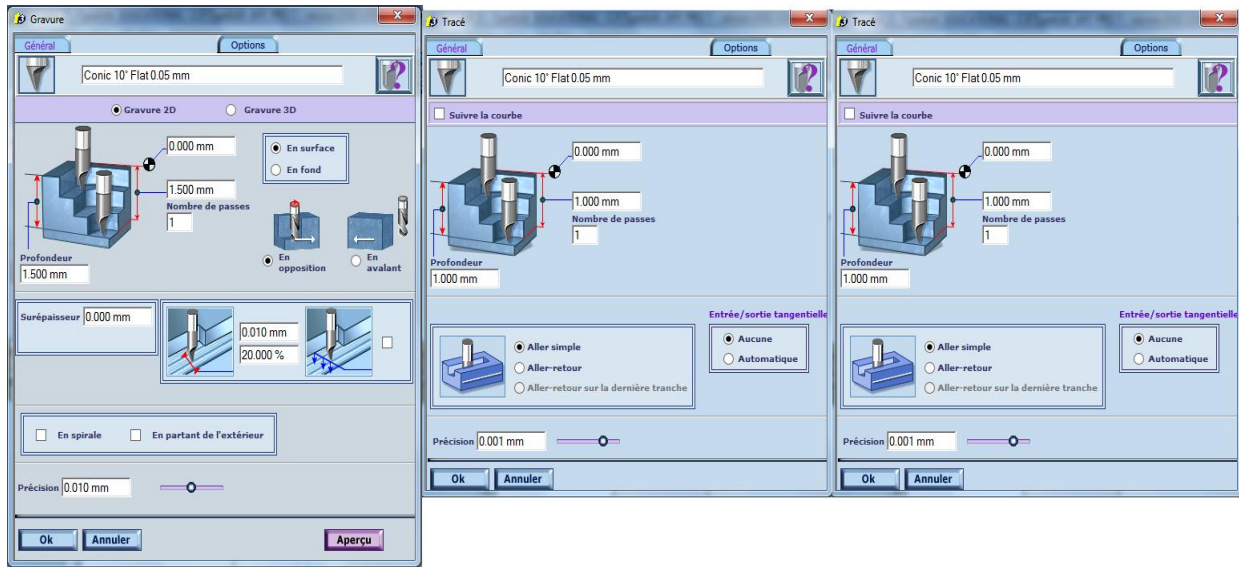 Gravure
Général
Options
Conic 10° Flat 0.05 mm
Gravure 2D
Gravure 3D
0.000 mm
En surface
En fond
1.500 mm
Nombre de passes
1
En opposition
En avalant
Profondeur
1.500 mm
Surépaisseur 0.000 mm
0.010 mm
20.000 %
En spirale
En partant de l'extérieur
Précision 0.010 mm
Ok
Annuler
Aperçu
Tracé
Général
Options
Conic 10° Flat 0.05 mm
Suivre la courbe
0.000 mm
1.000 mm
Nombre de passes
1
Profondeur
1.000 mm
Entrée/sortie tangentielle
Aller simple
Aller-retour
Aller-retour sur la dernière tranche
Aucune
Automatique
Précision 0.001 mm
Ok
Annuler
Tracé
Général
Options
Conic 10° Flat 0.05 mm
Suivre la courbe
0.000 mm
1.000 mm
Nombre de passes
1
Profondeur
1.000 mm
Entrée/sortie tangentielle
Aller simple
Aller-retour
Aller-retour sur la dernière tranche
Aucune
Automatique
Précision 0.001 mm
Ok
Annuler